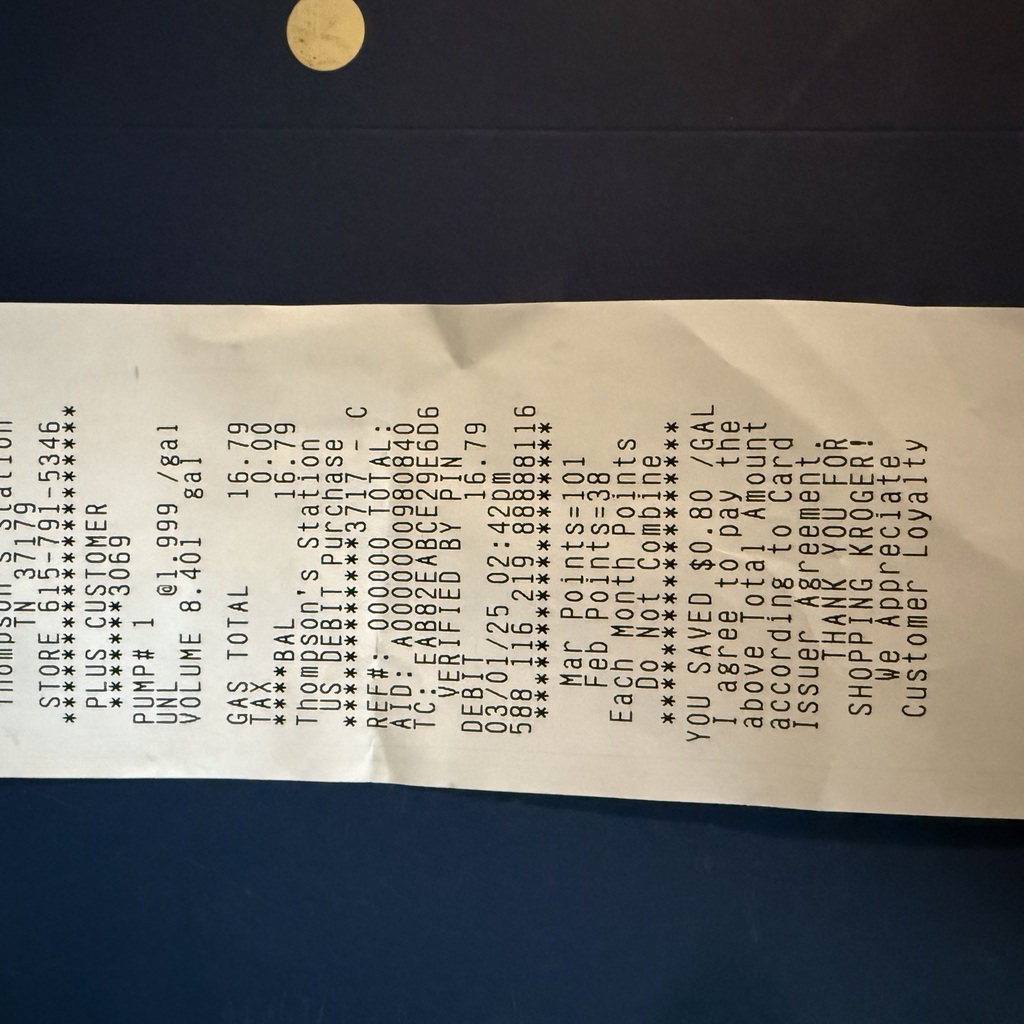 Thompson's Station
TN 37179
STORE 615-791-5346
**************************
PLUS CUSTOMER
********3069
PUMP# 1
UNL @1.999 /gal
VOLUME 8.401 gal
GAS TOTAL 16.79
TAX 0.00
****BAL 16.79
Thompson's Station
US DEBIT Purchase
************3717 - C
REF#: 000000 TOTAL:
AID: A0000000980840
TC: EAB82EABCE29E6D6
VERIFIED BY PIN
DEBIT 16.79
03/01/25 02:42pm
588 116 219 88888116
**************************
Mar Points=101
Feb Points=38
Each Month Points
Do Not Combine
**************************
YOU SAVED $0.80 /GAL
I agree to pay the
above Total Amount
according to Card
Issuer Agreement.
THANK YOU FOR
SHOPPING KROGER!
We Appreciate
Customer Loyalty